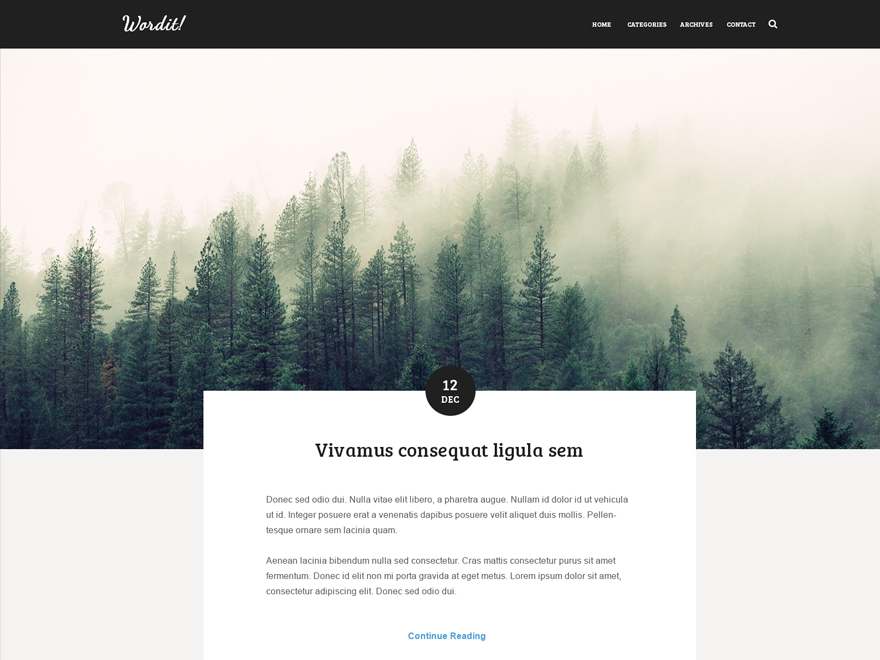 Wordit!
HOME CATEGORIES ARCHIVES CONTACT
12
DEC
Vivamus consequat ligula sem
Donec sed odio dui. Nulla vitae elit libero, a pharetra augue. Nullam id dolor id ut vehicula
ut id. Integer posuere erat a venenatis dapibus posuere velit aliquet duis mollis. Pellen-
tesque ornare sem lacinia quam.
Aenean lacinia bibendum nulla sed consectetur. Cras mattis consectetur purus sit amet
fermentum. Donec id elit non mi porta gravida at eget metus. Lorem ipsum dolor sit amet,
consectetur adipiscing elit. Donec sed odio dui.
Continue Reading